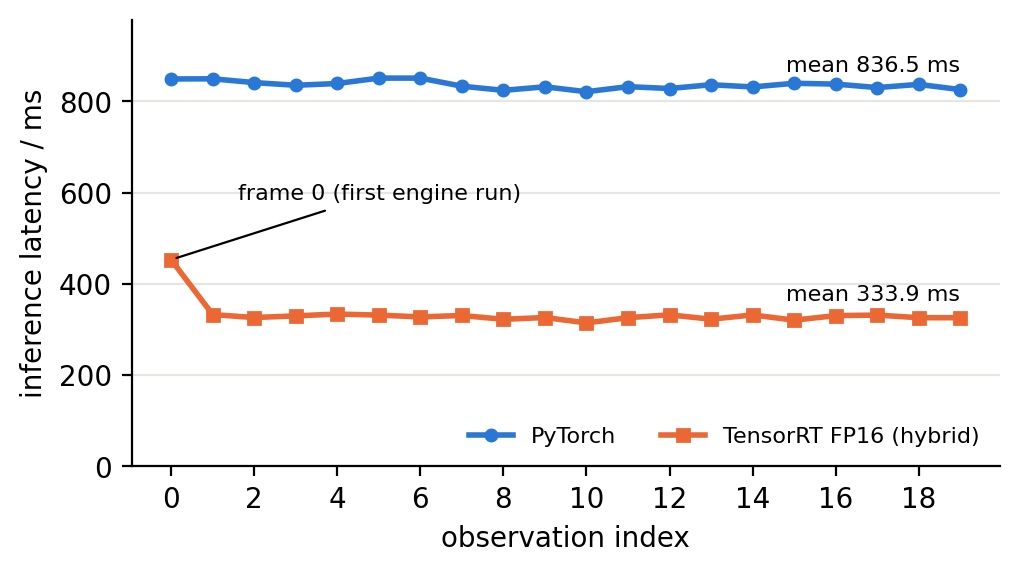 mean 836.5 ms
frame 0 (first engine run)
mean 333.9 ms
PyTorch
TensorRT FP16 (hybrid)
inference latency / ms
800
600
400
200
0
0 2 4 6 8 10 12 14 16 18
observation index